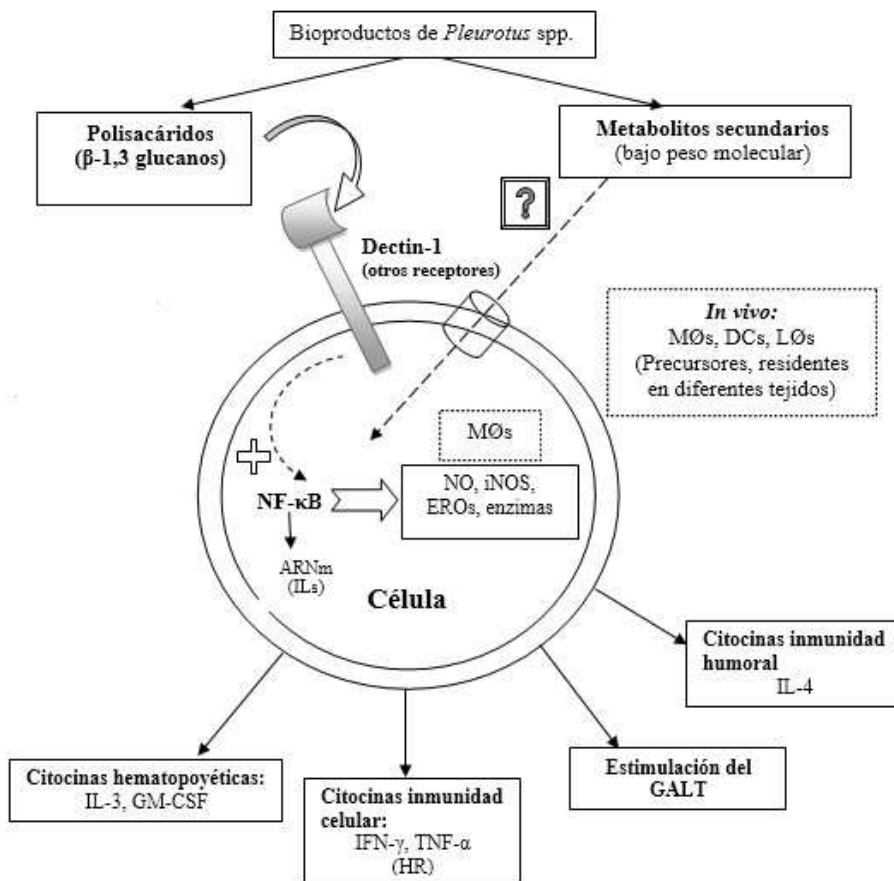 Bioproductos de Pleurotus spp.
Polisacáridos
(β-1,3 glucanos)
Metabolitos secundarios
(bajo peso molecular)
?
Dectin-1
(otros receptores)
In vivo:
MØs, DCs, LØs
(Precursores, residentes
en diferentes tejidos)
MØs
NO, iNOS,
EROs, enzimas
NF-κB
ARNm
(ILs)
Célula
Citocinas inmunidad
humoral
IL-4
Estimulación del
GALT
Citocinas hematopoyéticas:
IL-3, GM-CSF
Citocinas inmunidad
celular:
IFN-γ, TNF-α
(HR)